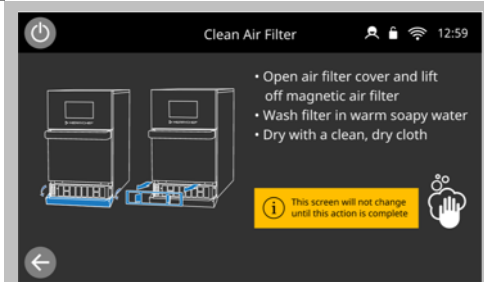 Clean Air Filter
12:59
• Open air filter cover and lift
off magnetic air filter
• Wash filter in warm soapy water
• Dry with a clean, dry cloth
i
This screen will not change
until this action is complete